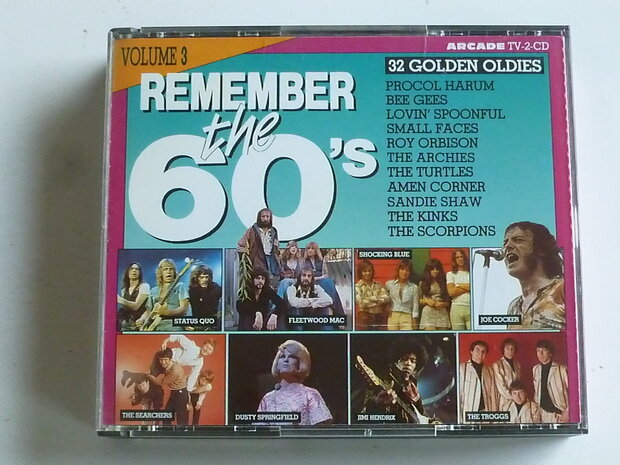 VOLUME 3
ARCADE TV-2-CD
REMEMBER
the
60's
32 GOLDEN OLDIES
PROCOL HARUM
BEE GEES
LOVIN' SPOONFUL
SMALL FACES
ROY ORBISON
THE ARCHIES
THE TURTLES
AMEN CORNER
SANDIE SHAW
THE KINKS
THE SCORPIONS
STATUS QUO
FLEETWOOD MAC
SHOCKING BLUE
JOE COCKER
THE SEARCHERS
DUSTY SPRINGFIELD
JIMI HENDRIX
THE TROGGS